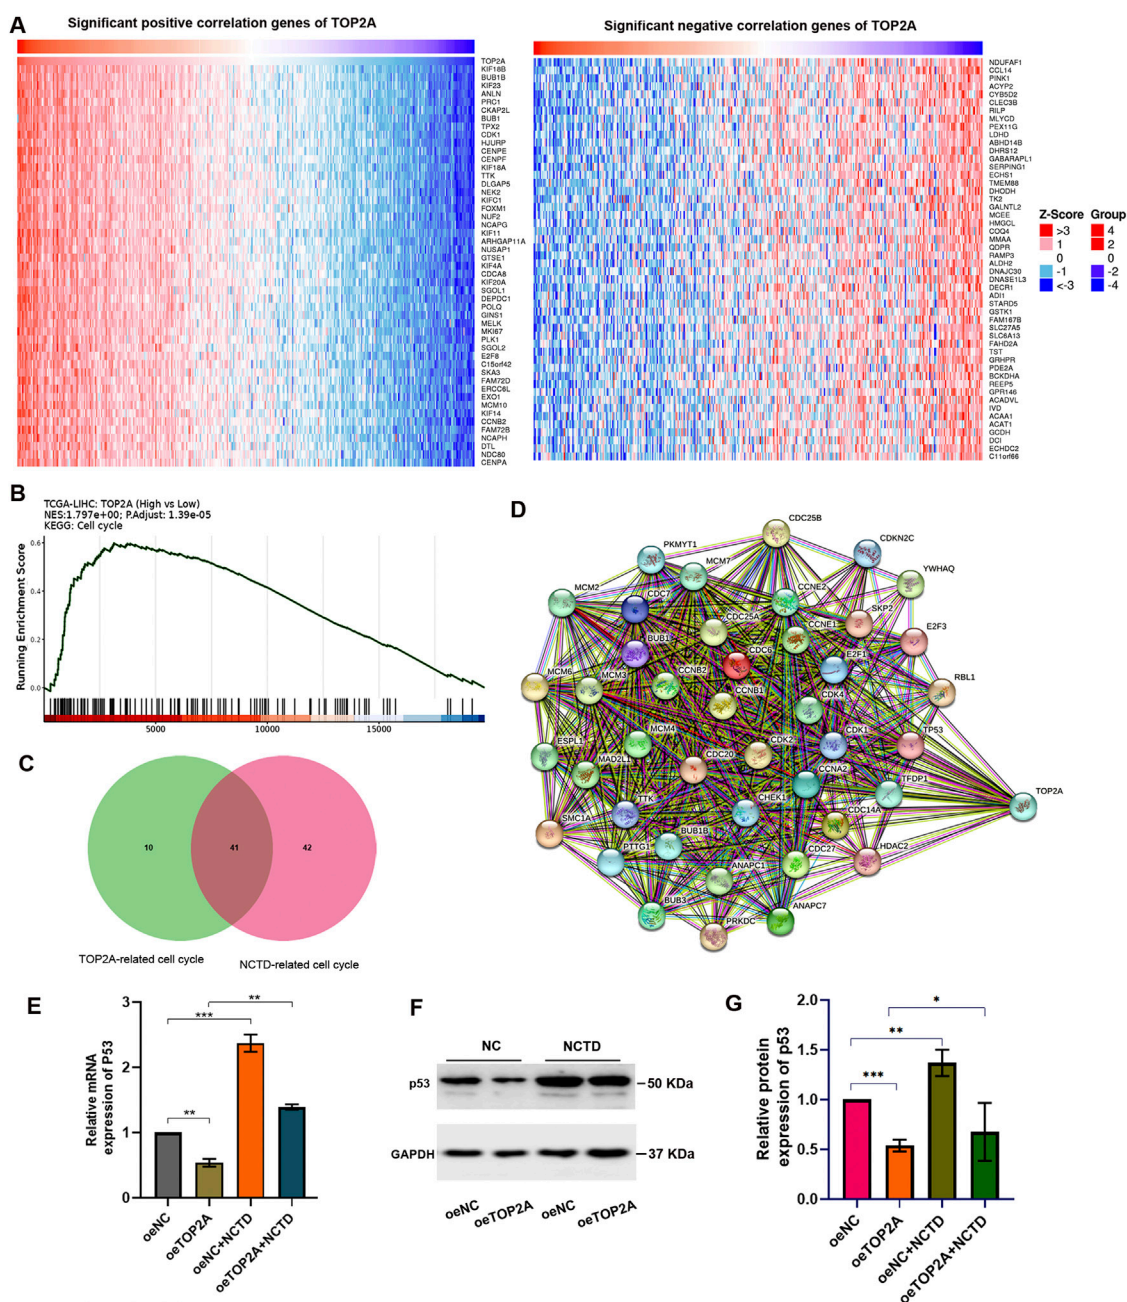 A
Significant positive correlation genes of TOP2A
TOP2A
KIF18B
BUB1B
KIF23
ANLN
PRC1
CKAP2L
BUB1
TPX2
CDK1
HJURP
CENPE
CENPF
KIF18A
TTK
DLGAP5
NEK2
KIFC1
FOXM1
NUF2
NCAPG
KIF11
ARHGAP11A
NUSAP1
GTSE1
KIF4A
CDCA8
KIF20A
SGOL1
DEPDC1
POLQ
GINS1
MELK
MKI67
PLK1
SGOL2
E2F8
C15orf42
SKA3
FAM72D
ERCC6L
EXO1
MCM10
KIF14
CCNB2
FAM72B
NCAPH
DTL
NDC80
CENPA
Significant negative correlation genes of TOP2A
NDUFAF1
CCL14
PINK1
ACYP2
CYB5D2
CLEC3B
RILP
MLYCD
PEX11G
LDHD
ABHD14B
DHRS12
GABARAPL1
SERPING1
ECHS1
TMEM88
DHODH
TK2
GALNTL2
MCEE
HMGCL
COQ4
MMAA
QDPR
RAMP3
ALDH2
DNAJC30
DNASE1L3
DECR1
ADI1
STARD5
GSTK1
FAM167B
SLC27A5
SLC6A13
FAHD2A
TST
GRHPR
PDE2A
BCKDHA
REEP5
GPR146
ACADVL
IVD
ACAA1
ACAT1
GCDH
DCI
ECHDC2
C11orf66
Z-Score Group
>3 4
1 2
0 0
-1 -2
<-3 -4
B
TCGA-LIHC: TOP2A (High vs Low)
NES:1.797e+00; P.Adjust: 1.39e-05
KEGG: Cell cycle
Running Enrichment Score
0.6
0.4
0.2
0.0
5000 10000 15000
C
10 41 42
TOP2A-related cell cycle
NCTD-related cell cycle
D
CDC25B
PKMYT1
CDKN2C
MCM7
YWHAQ
MCM2
CDC7
CCNE2
SKP2
CDC25A
CCNE1
E2F3
BUB1
CDC6
E2F1
CCNB2
MCM6
MCM3
RBL1
CCNB1
CDK4
MCM4
CDK1
TP53
ESPL1
CDK2
MAD2L1
CDC20
CCNA2
TFDP1
TOP2A
TTK
CHEK1
CDC14A
SMC1A
BUB1B
PTTG1
CDC27
HDAC2
ANAPC1
BUB3
ANAPC7
PRKDC
E
Relative mRNA
expression of P53
3
2
1
0
**
***
**
oeNC
oeTOP2A
oeNC+NCTD
oeTOP2A+NCTD
F
NC NCTD
p53
50 KDa
GAPDH
37 KDa
oeNC
oeTOP2A
oeNC
oeTOP2A
G
Relative protein
expression of p53
2.0
1.5
1.0
0.5
0.0
***
**
*
oeNC
oeTOP2A
oeNC+NCTD
oeTOP2A+NCTD